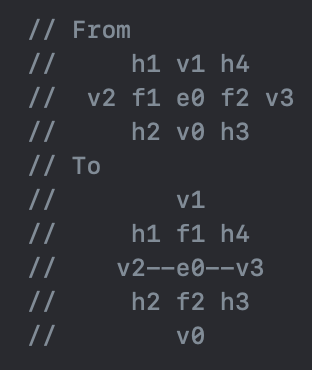 // From
//     h1 v1 h4
//  v2 f1 e0 f2 v3
//     h2 v0 h3
// To
//        v1
//     h1 f1 h4
//    v2--e0--v3
//     h2 f2 h3
//        v0